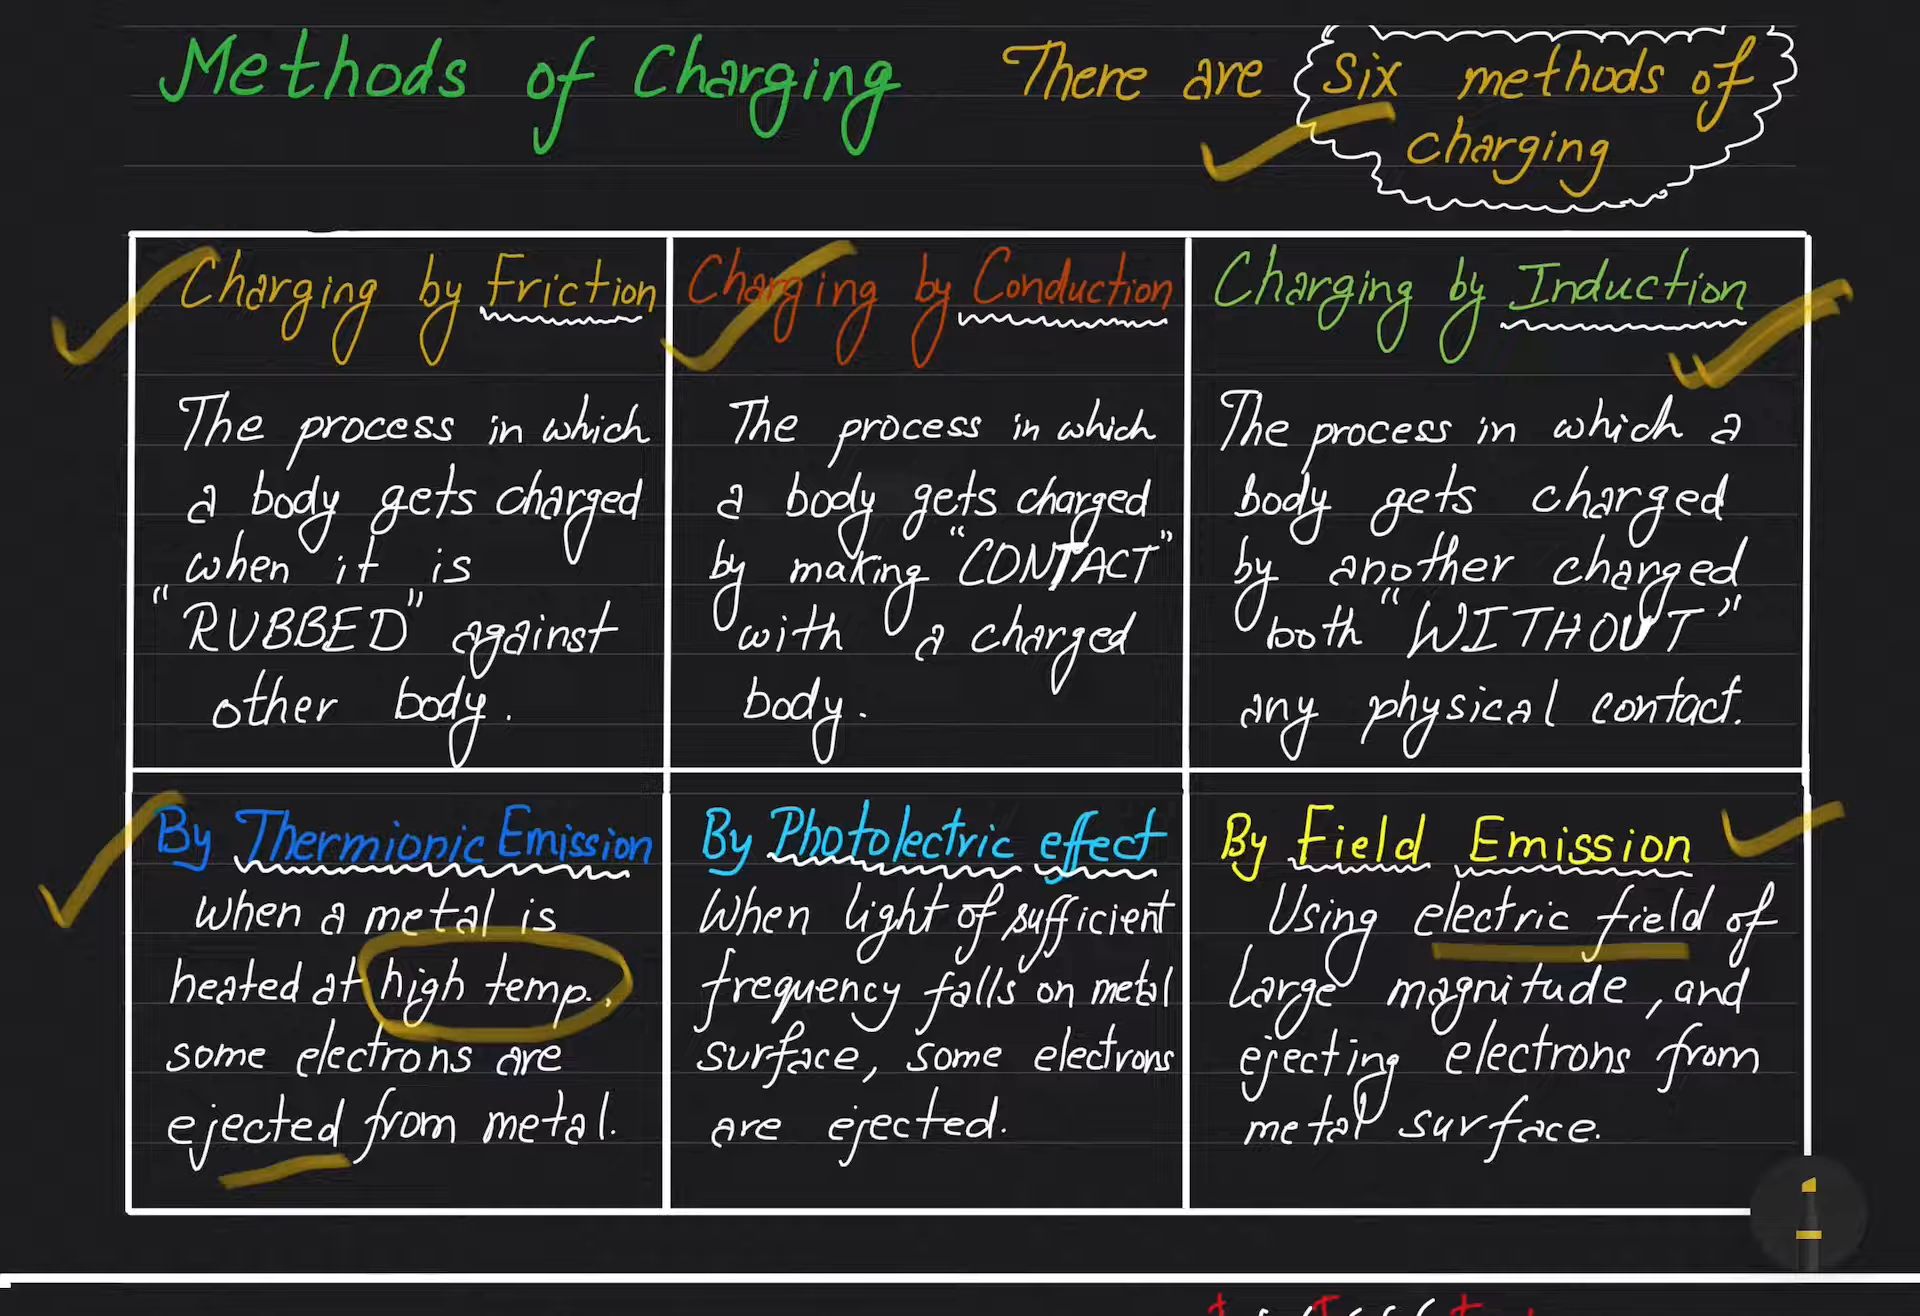 Methods of Charging There are six methods of
charging
Charging by Friction
The process in which
a body gets charged
when it is
"RUBBED" against
other body.
Charging by Conduction
The process in which
a body gets charged
by making "CONTACT"
with a charged
body.
Charging by Induction
The process in which a
body gets charged
by another charged
both "WITHOUT"
any physical contact.
By Thermionic Emission
When a metal is
heated at high temp.,
some electrons are
ejected from metal.
By Photolectric effect
When light of sufficient
frequency falls on metal
surface, some electrons
are ejected.
By Field Emission
Using electric field of
Large magnitude, and
ejecting electrons from
metal surface.